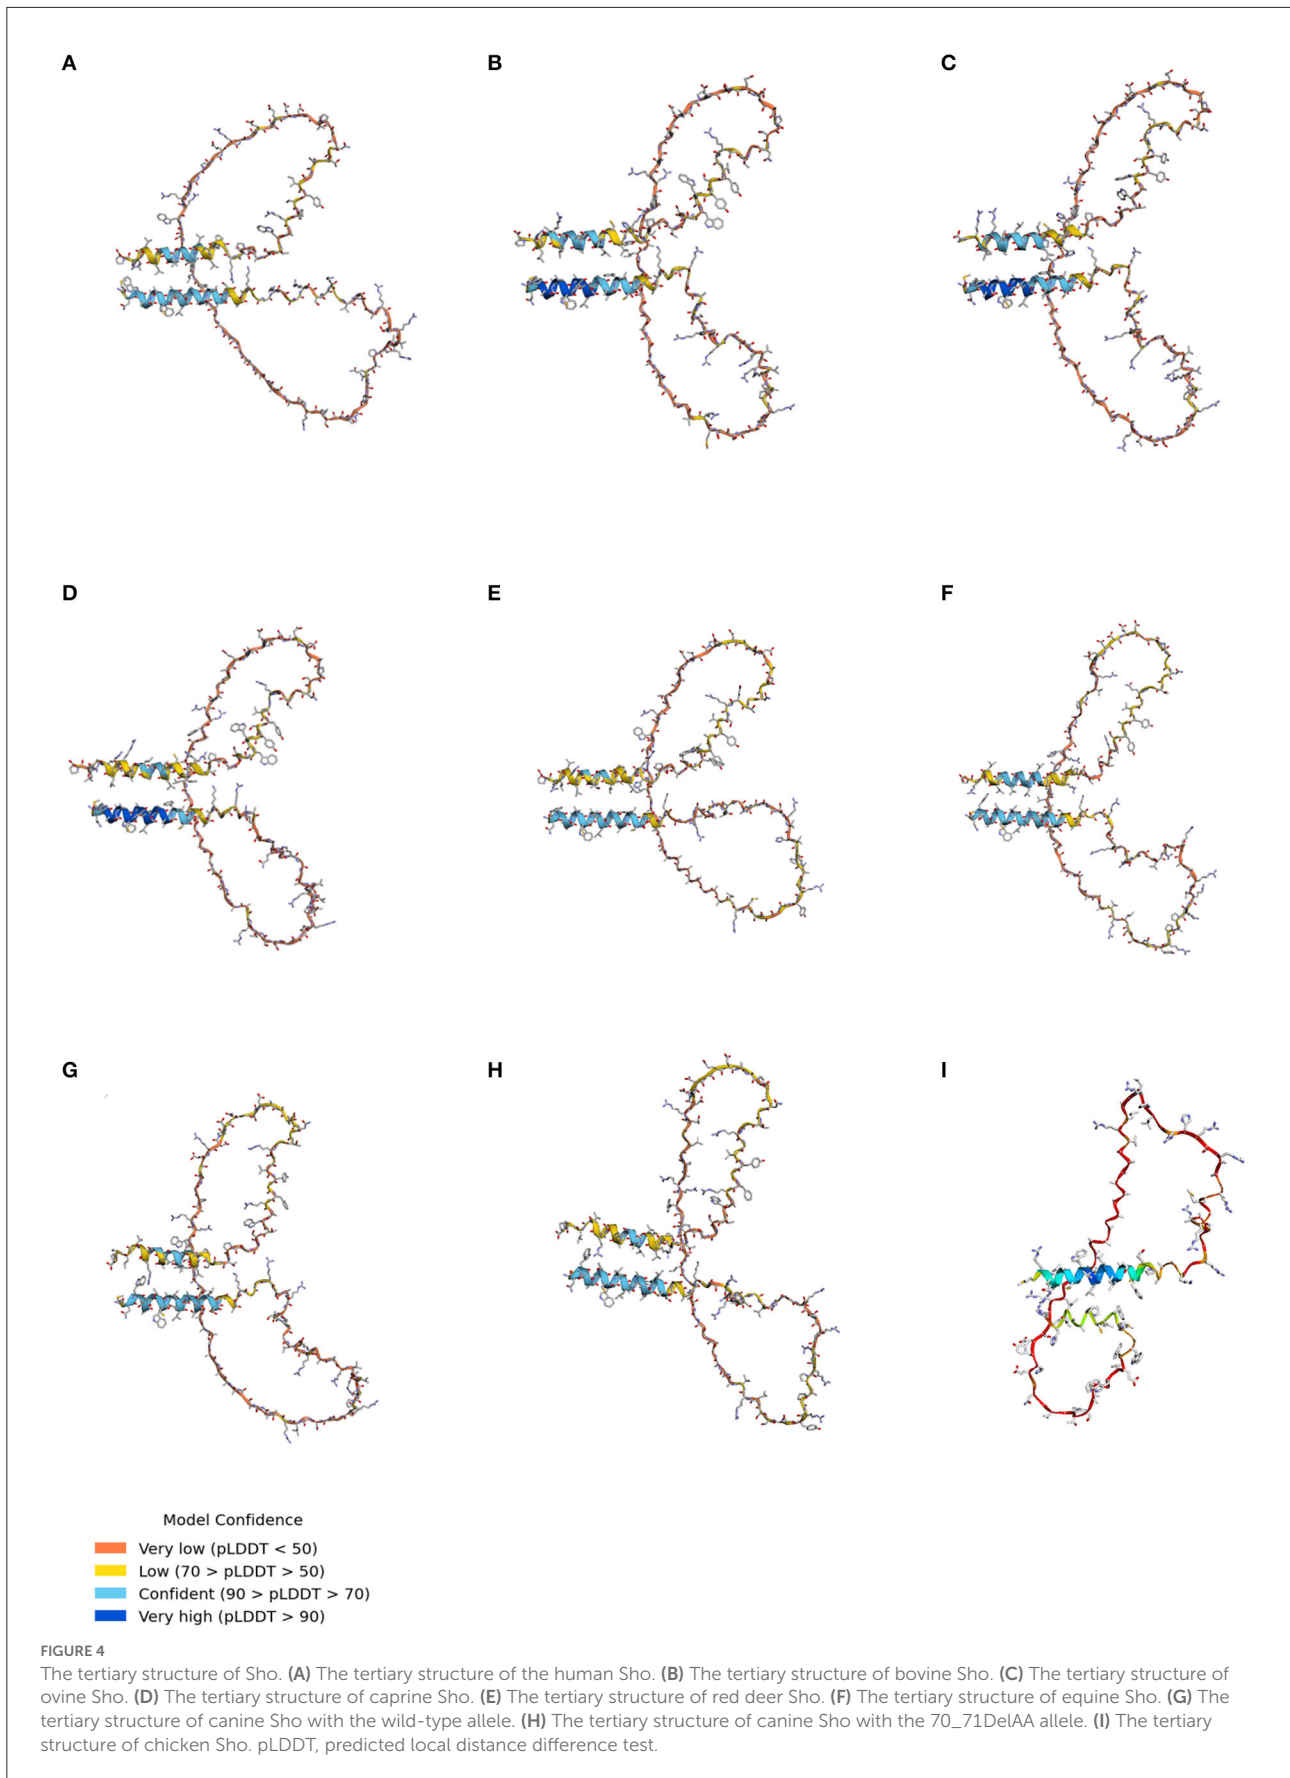 A
B
C
D
E
F
G
H
I
Model Confidence
Very low (pLDDT < 50)
Low (70 > pLDDT > 50)
Confident (90 > pLDDT > 70)
Very high (pLDDT > 90)
FIGURE 4
The tertiary structure of Sho. (A) The tertiary structure of the human Sho. (B) The tertiary structure of bovine Sho. (C) The tertiary structure of
ovine Sho. (D) The tertiary structure of caprine Sho. (E) The tertiary structure of red deer Sho. (F) The tertiary structure of equine Sho. (G) The
tertiary structure of canine Sho with the wild-type allele. (H) The tertiary structure of canine Sho with the 70_71DelAA allele. (I) The tertiary
structure of chicken Sho. pLDDT, predicted local distance difference test.